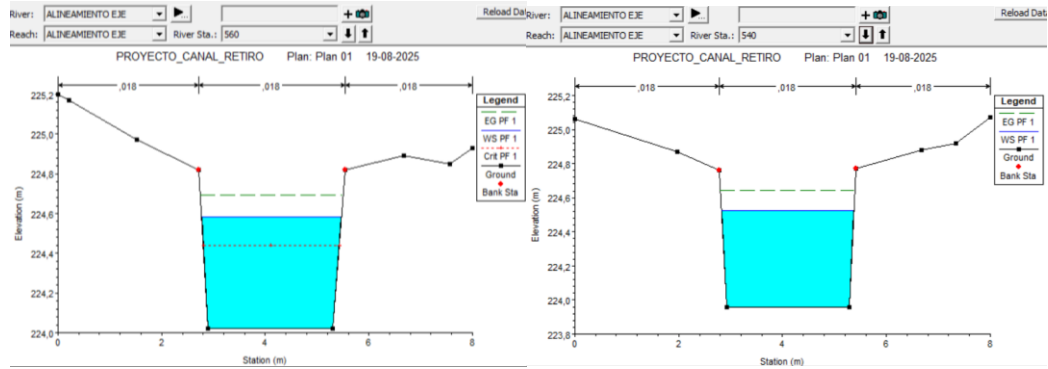 River: ALINEAMIENTO EJE
Reload Data
Reach: ALINEAMIENTO EJE River Sta.: 560
PROYECTO_CANAL_RETIRO Plan: Plan 01 19-08-2025
,018 ,018 ,018
Legend
EG PF 1
WS PF 1
Crit PF 1
Ground
Bank Sta
225,2
225,0
224,8
224,6
224,4
224,2
224,0
Elevation (m)
0 2 4 6 8
Station (m)
River: ALINEAMIENTO EJE
Reload Data
Reach: ALINEAMIENTO EJE River Sta.: 540
PROYECTO_CANAL_RETIRO Plan: Plan 01 19-08-2025
,018 ,018 ,018
Legend
EG PF 1
WS PF 1
Ground
Bank Sta
225,2
225,0
224,8
224,6
224,4
224,2
224,0
223,8
Elevation (m)
0 2 4 6 8
Station (m)